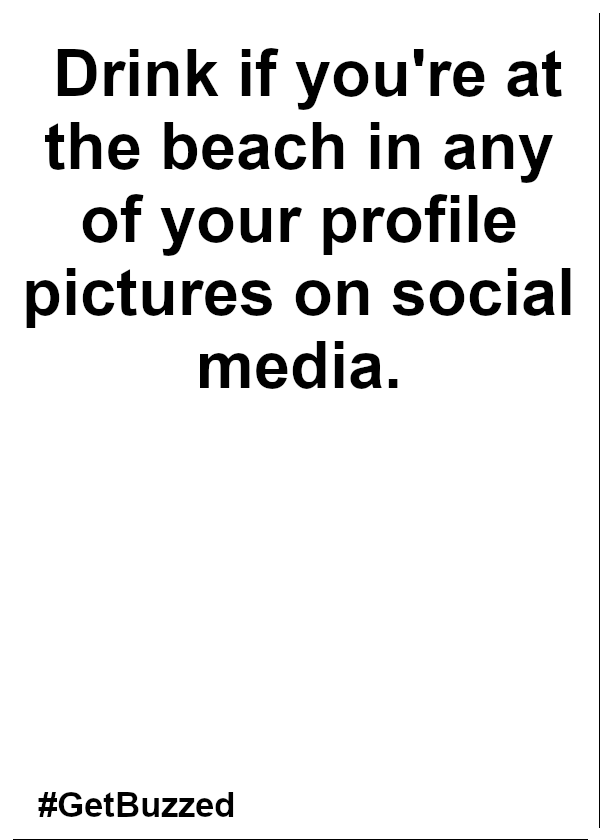 Drink if you're at
the beach in any
of your profile
pictures on social
media.
#GetBuzzed